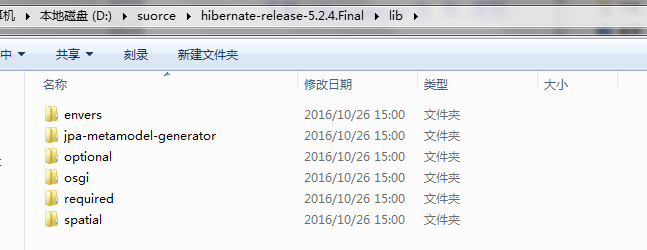 算机 ▸ 本地磁盘 (D:) ▸ suorce ▸ hibernate-release-5.2.4.Final ▸ lib ▸
中 ▾ 共享 ▾ 刻录 新建文件夹
名称 修改日期 类型 大小
envers 2016/10/26 15:00 文件夹
jpa-metamodel-generator 2016/10/26 15:00 文件夹
optional 2016/10/26 15:00 文件夹
osgi 2016/10/26 15:00 文件夹
required 2016/10/26 15:00 文件夹
spatial 2016/10/26 15:00 文件夹